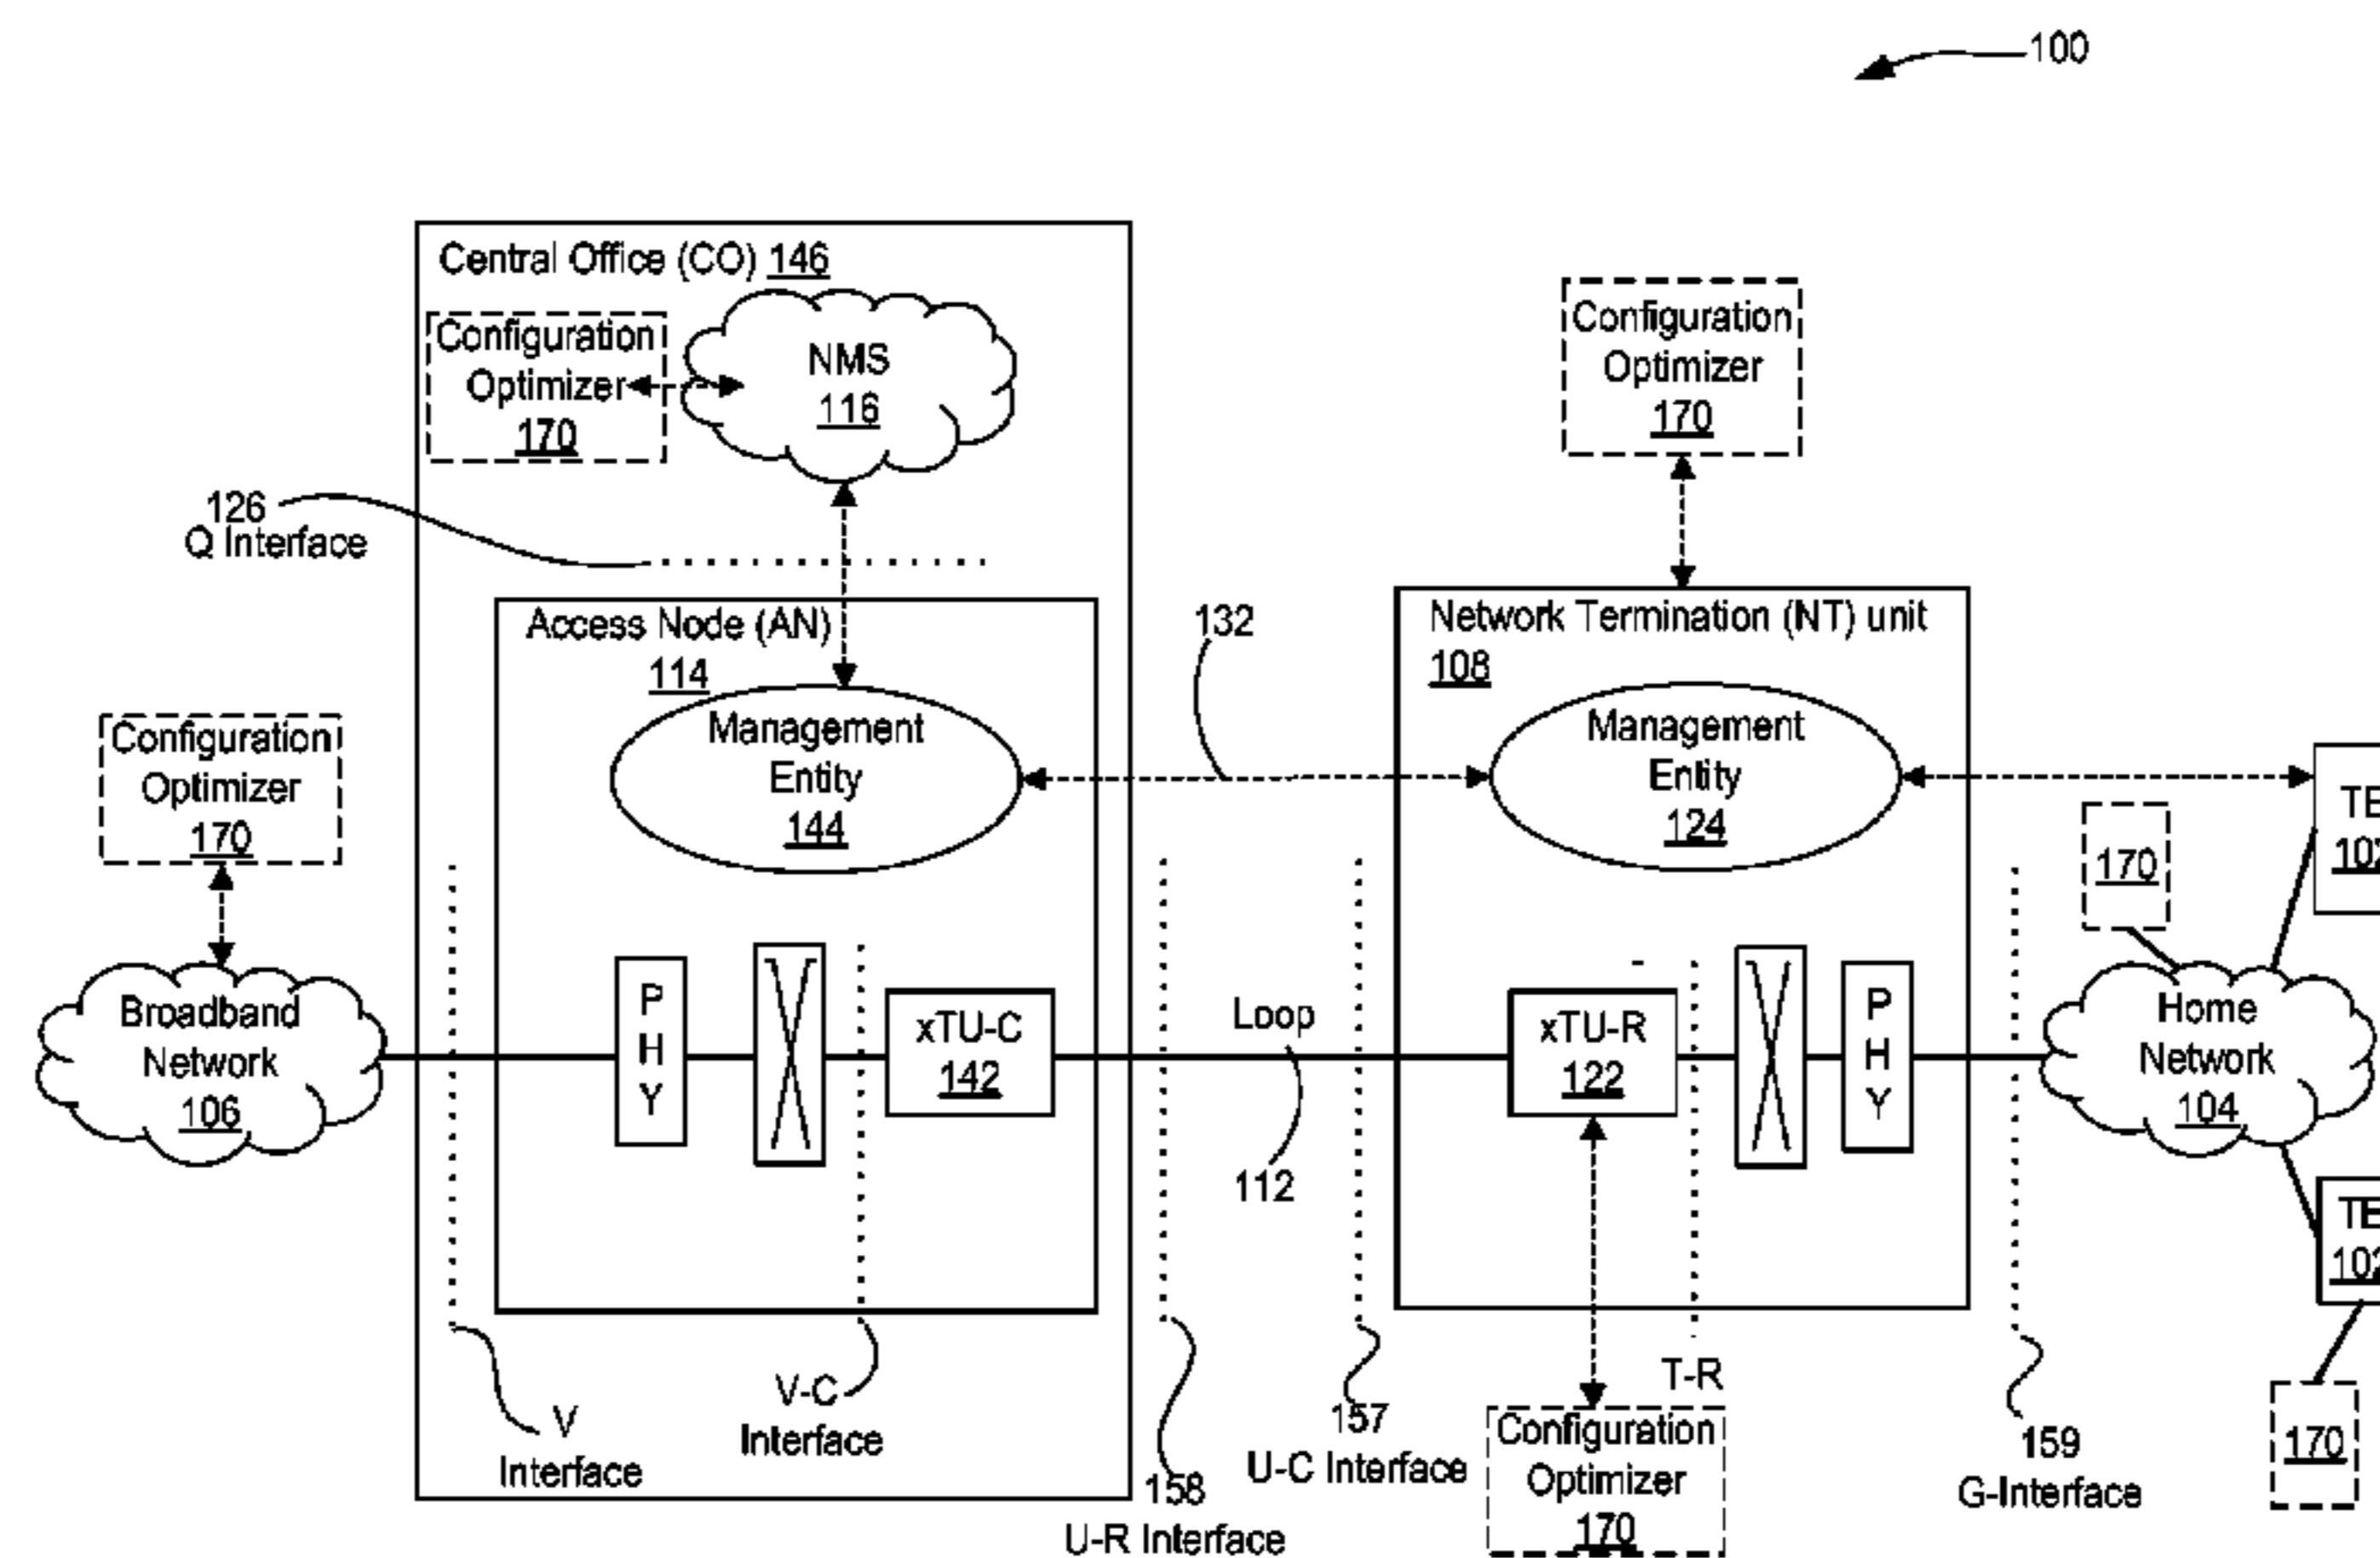 100
Central Office (CO) 146
Configuration
Optimizer
170
NMS
116
Configuration
Optimizer
170
126
Q Interface
Access Node (AN)
114
Management
Entity
144
132
Network Termination (NT) unit
108
Management
Entity
124
Configuration
Optimizer
170
170
Broadband
Network
106
P
H
Y
xTU-C
142
Loop
112
xTU-R
122
P
H
Y
Home
Network
104
V
Interface
V-C
Interface
158
U-R Interface
157
U-C Interface
T-R
Configuration
Optimizer
170
159
G-Interface
170